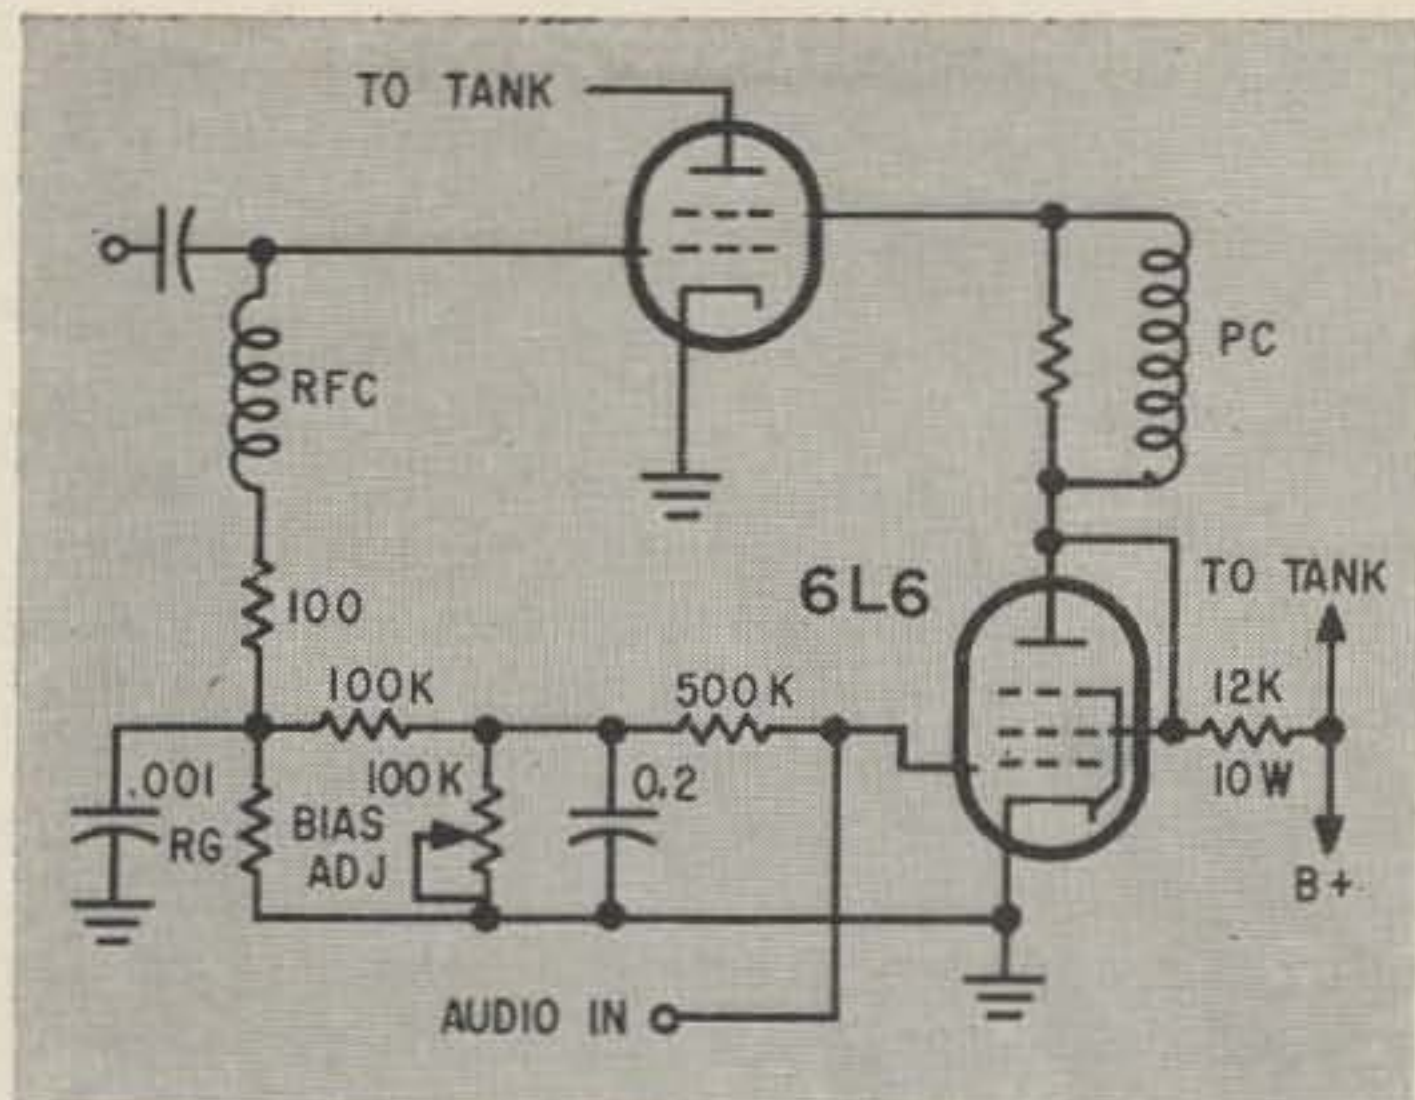 TO TANK
PC
RFC
6L6
TO TANK
100
100K
500K
12K
10W
.001
RG
100K
BIAS
ADJ
0.2
B+
AUDIO IN